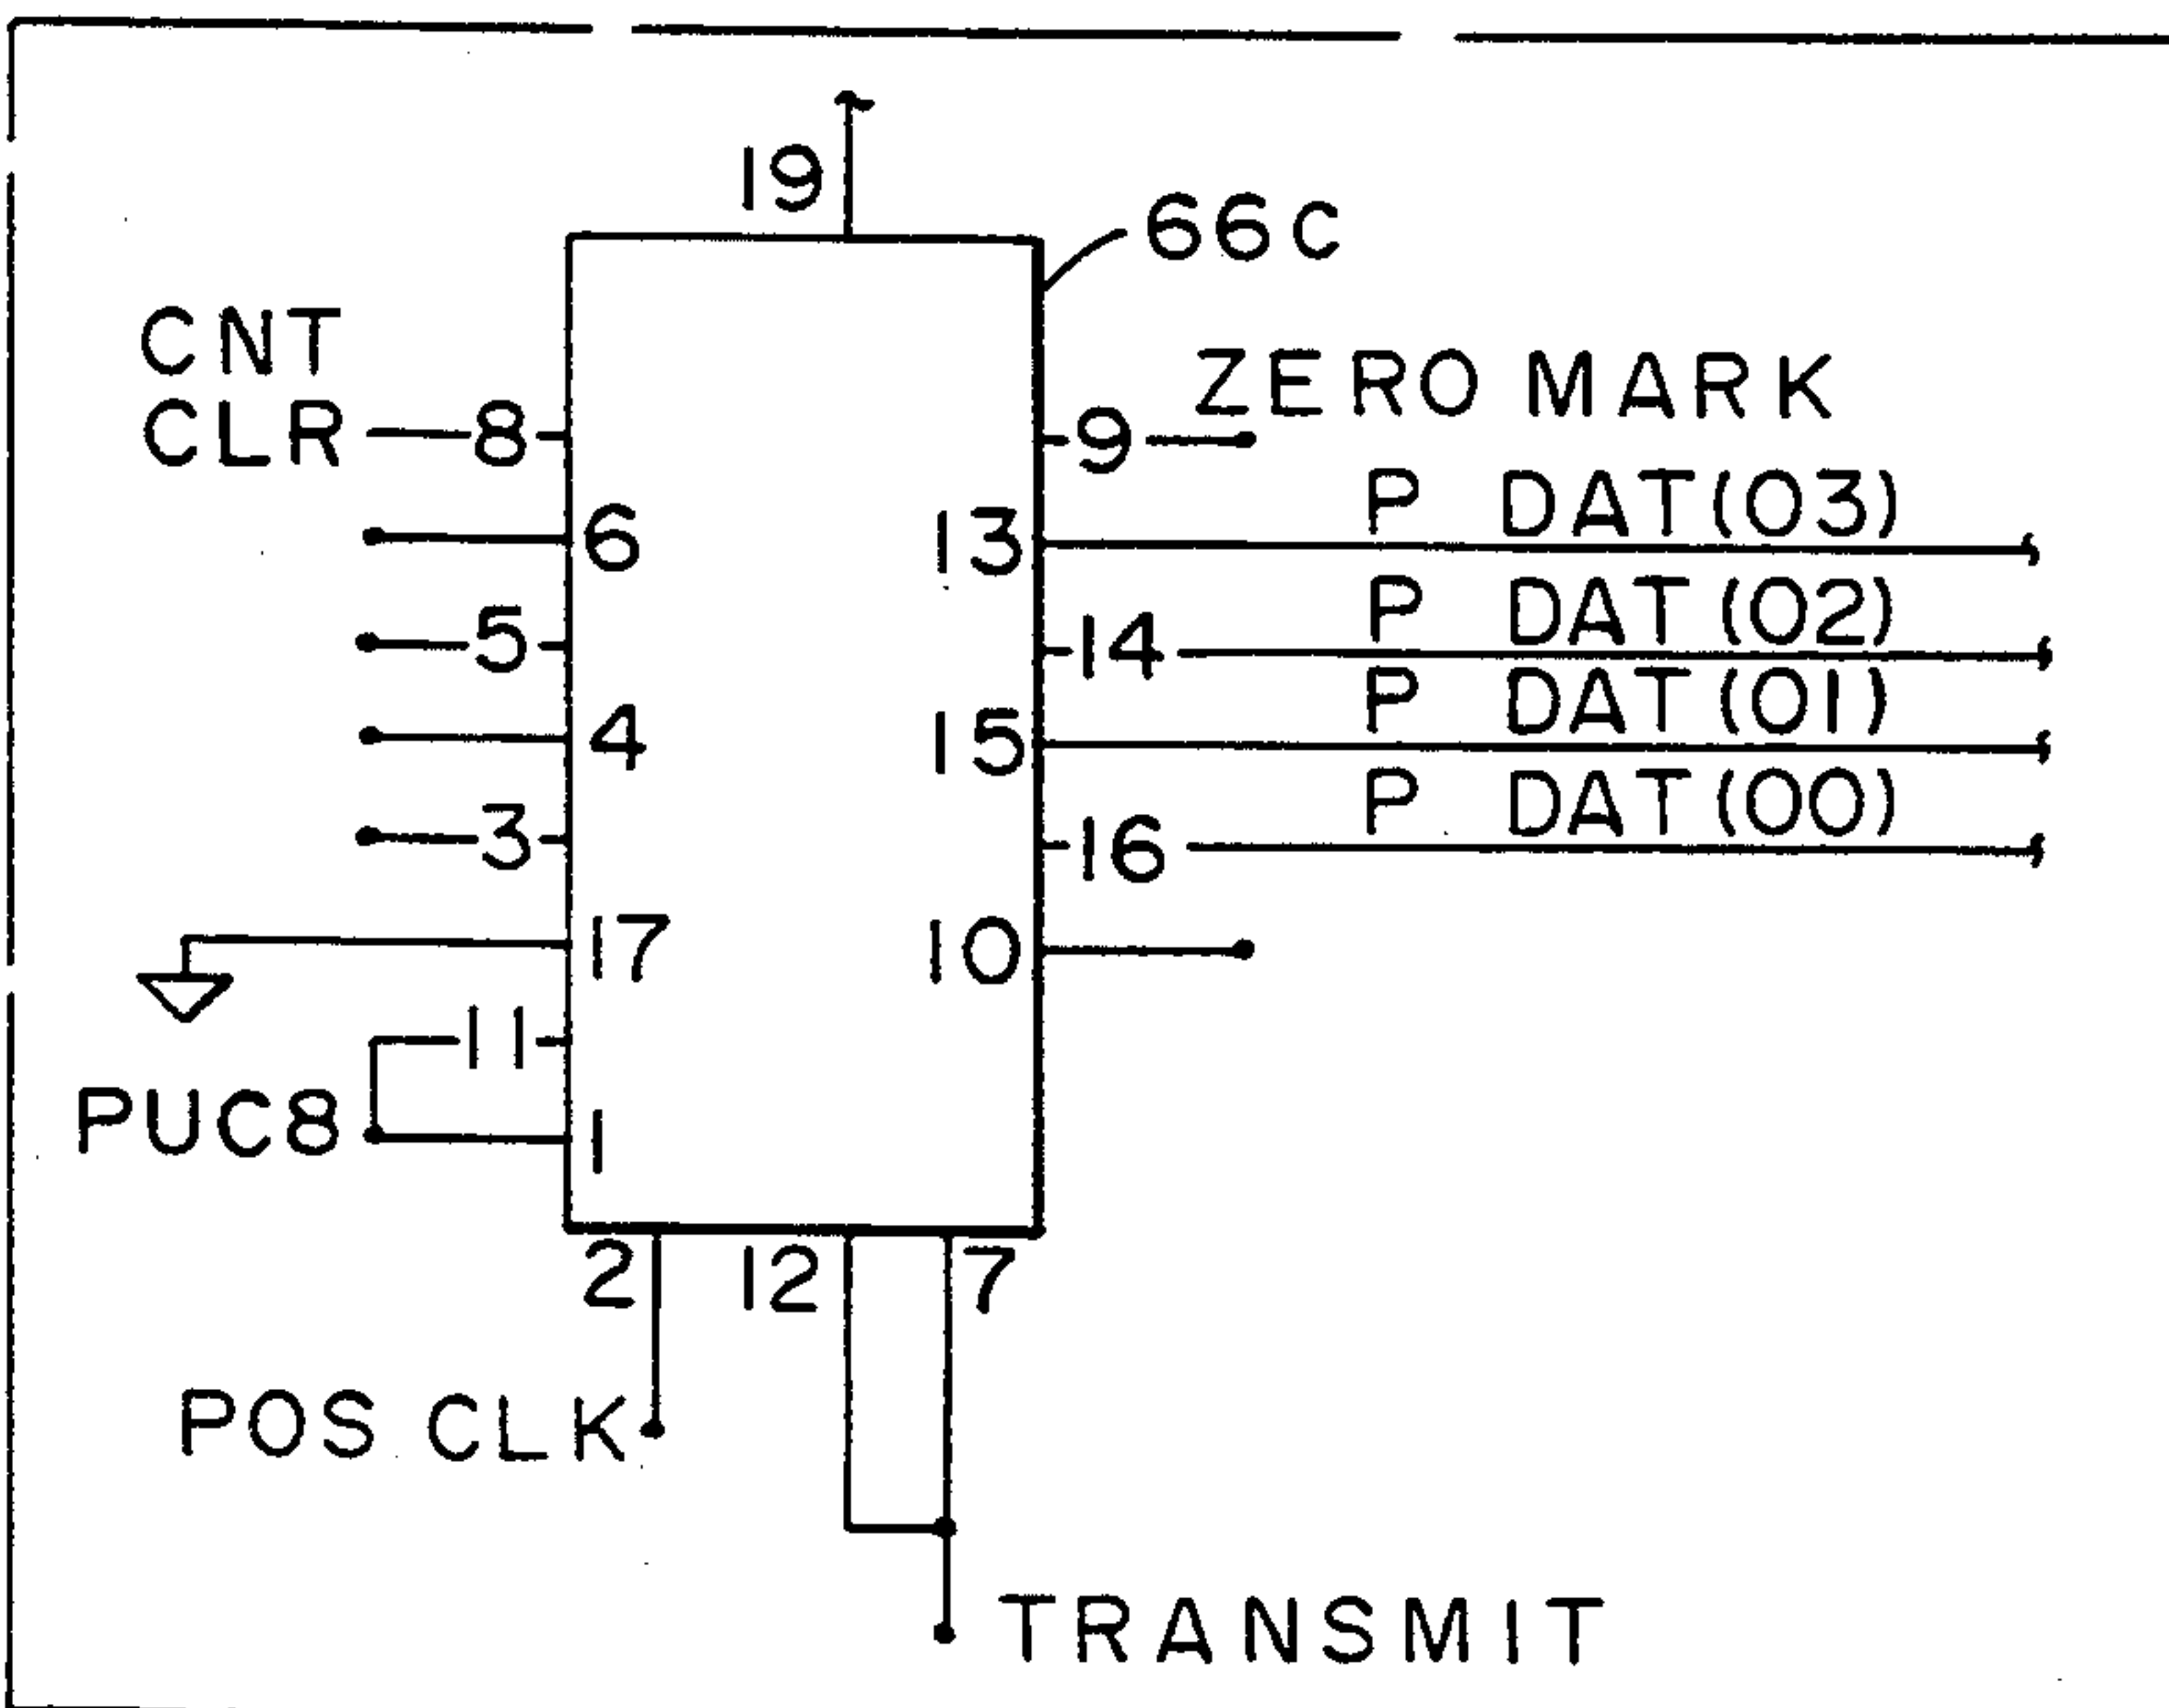 19
66C
CNT
CLR 8
ZERO MARK
9
P DAT(03)
6 13
P DAT(02)
5 14
P DAT(01)
4 15
P DAT(00)
3 16
17 10
11
PUC8 1
2 12 7
POS CLK
TRANSMIT